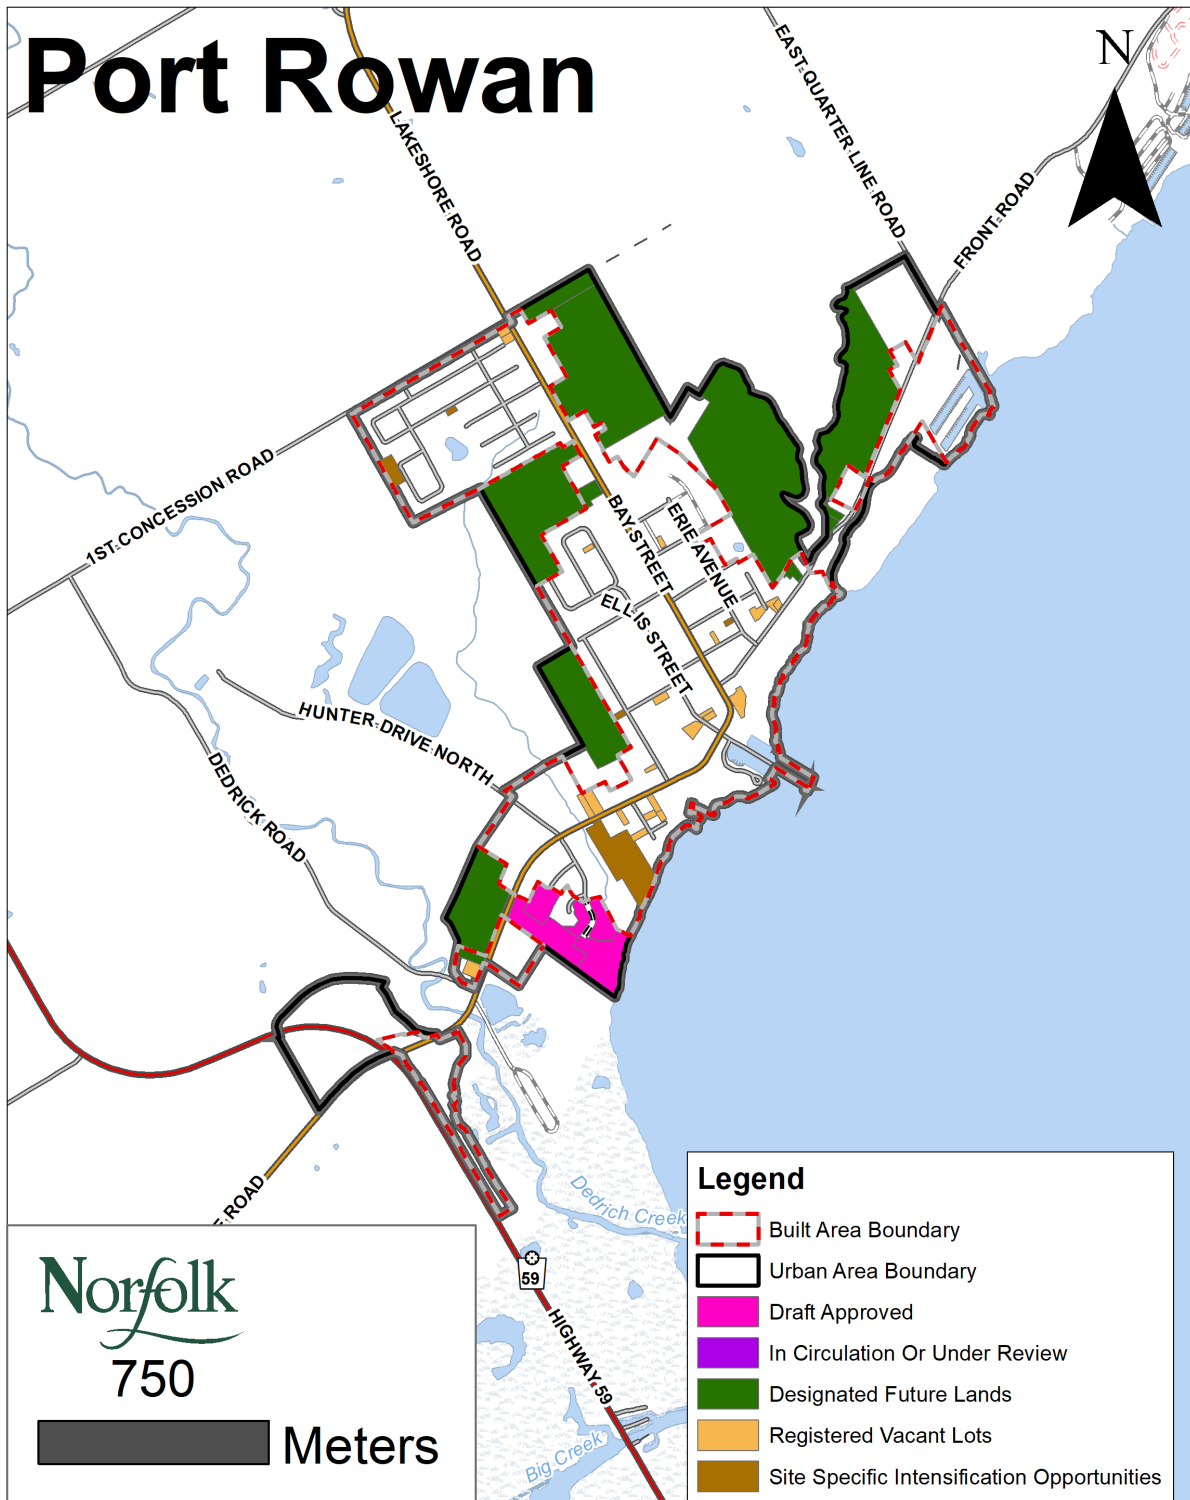 Port Rowan
N
EAST QUARTER LINE ROAD
LAKESHORE ROAD
FRONT ROAD
1ST CONCESSION ROAD
BAY STREET
ERIE AVENUE
ELLIS STREET
HUNTER DRIVE NORTH
DEDRICK ROAD
ROAD
Dedrich Creek
59
HIGHWAY 59
Big Creek
Norfolk
750
Meters
Legend
Built Area Boundary
Urban Area Boundary
Draft Approved
In Circulation Or Under Review
Designated Future Lands
Registered Vacant Lots
Site Specific Intensification Opportunities